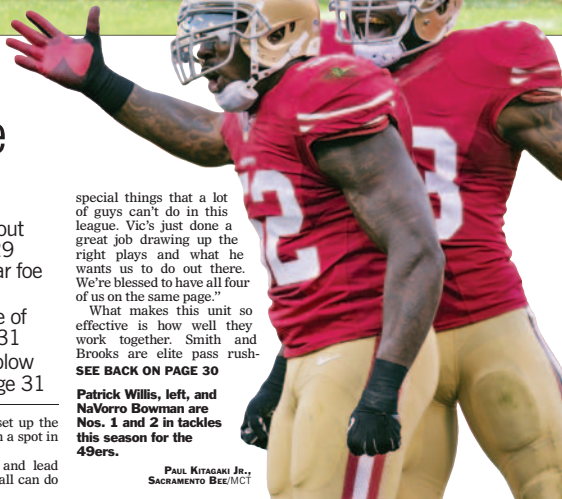 e
out
29
ar foe
e of
31
blow
ge 31
set up the
n a spot in
and lead
all can do
special things that a lot
of guys can't do in this
league. Vic's just done a
great job drawing up the
right plays and what he
wants us to do out there.
We're blessed to have all four
of us on the same page.”
What makes this unit so
effective is how well they
work together. Smith and
Brooks are elite pass rush-
SEE BACK ON PAGE 30
Patrick Willis, left, and
NaVorro Bowman are
Nos. 1 and 2 in tackles
this season for the
49ers.
PAUL KITAGAKI JR.,
SACRAMENTO BEE/MCT
52
3